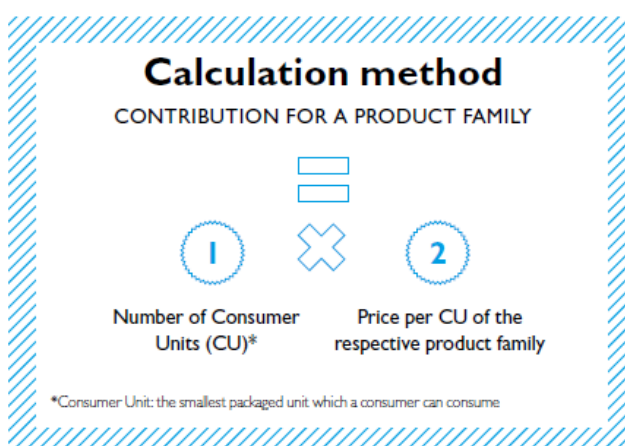 Calculation method
CONTRIBUTION FOR A PRODUCT FAMILY
1
2
Number of Consumer
Units (CU)*
Price per CU of the
respective product family
*Consumer Unit: the smallest packaged unit which a consumer can consume